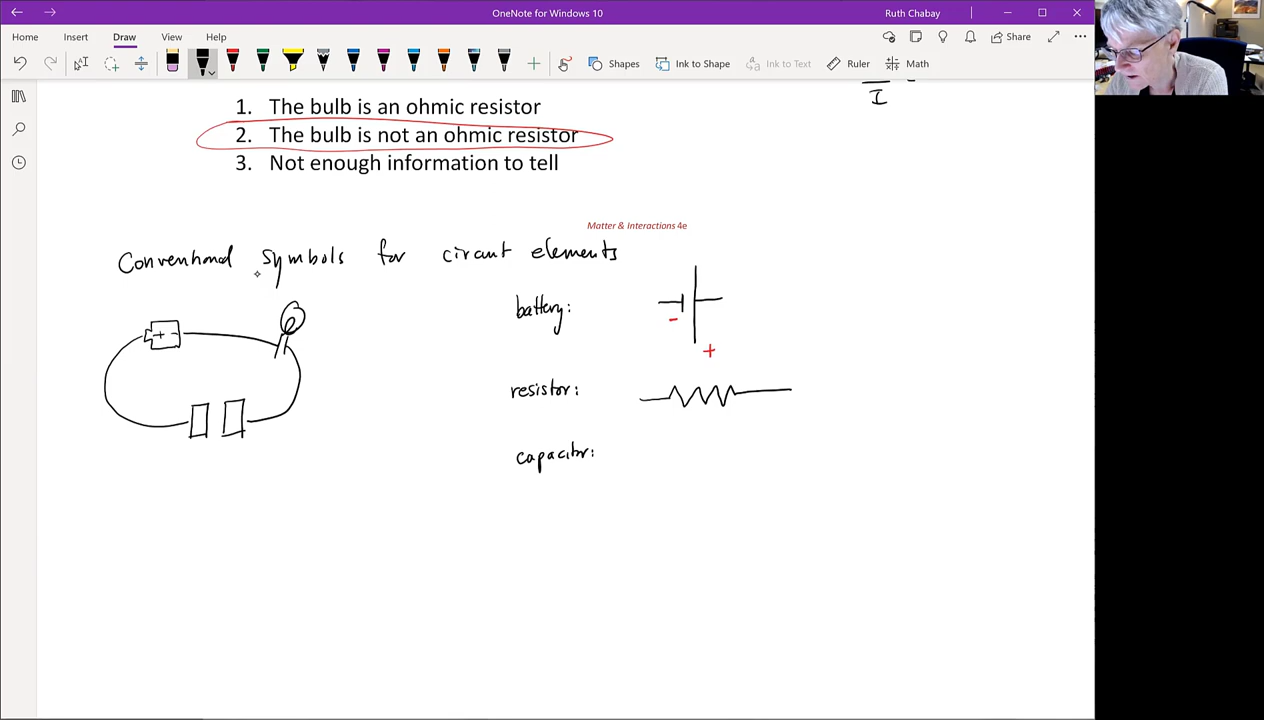 OneNote for Windows 10
Ruth Chabay
Home Insert Draw View Help
Share
Shapes
Ink to Shape
Ink to Text
Ruler
Math
I
1. The bulb is an ohmic resistor
2. The bulb is not an ohmic resistor
3. Not enough information to tell
Matter & Interactions 4e
Conventional symbols for circuit elements
battery:
- +
+ -
resistor:
capacitor: